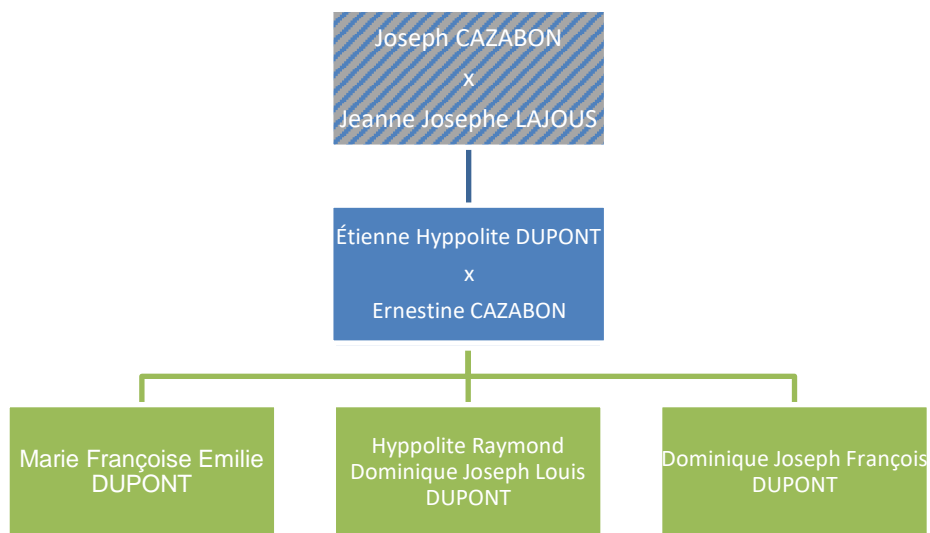 Joseph CAZABON
x
Jeanne Josephe LAJOUS
Étienne Hyppolite DUPONT
x
Ernestine CAZABON
Marie Françoise Emilie
DUPONT
Hyppolite Raymond
Dominique Joseph Louis
DUPONT
Dominique Joseph François
DUPONT